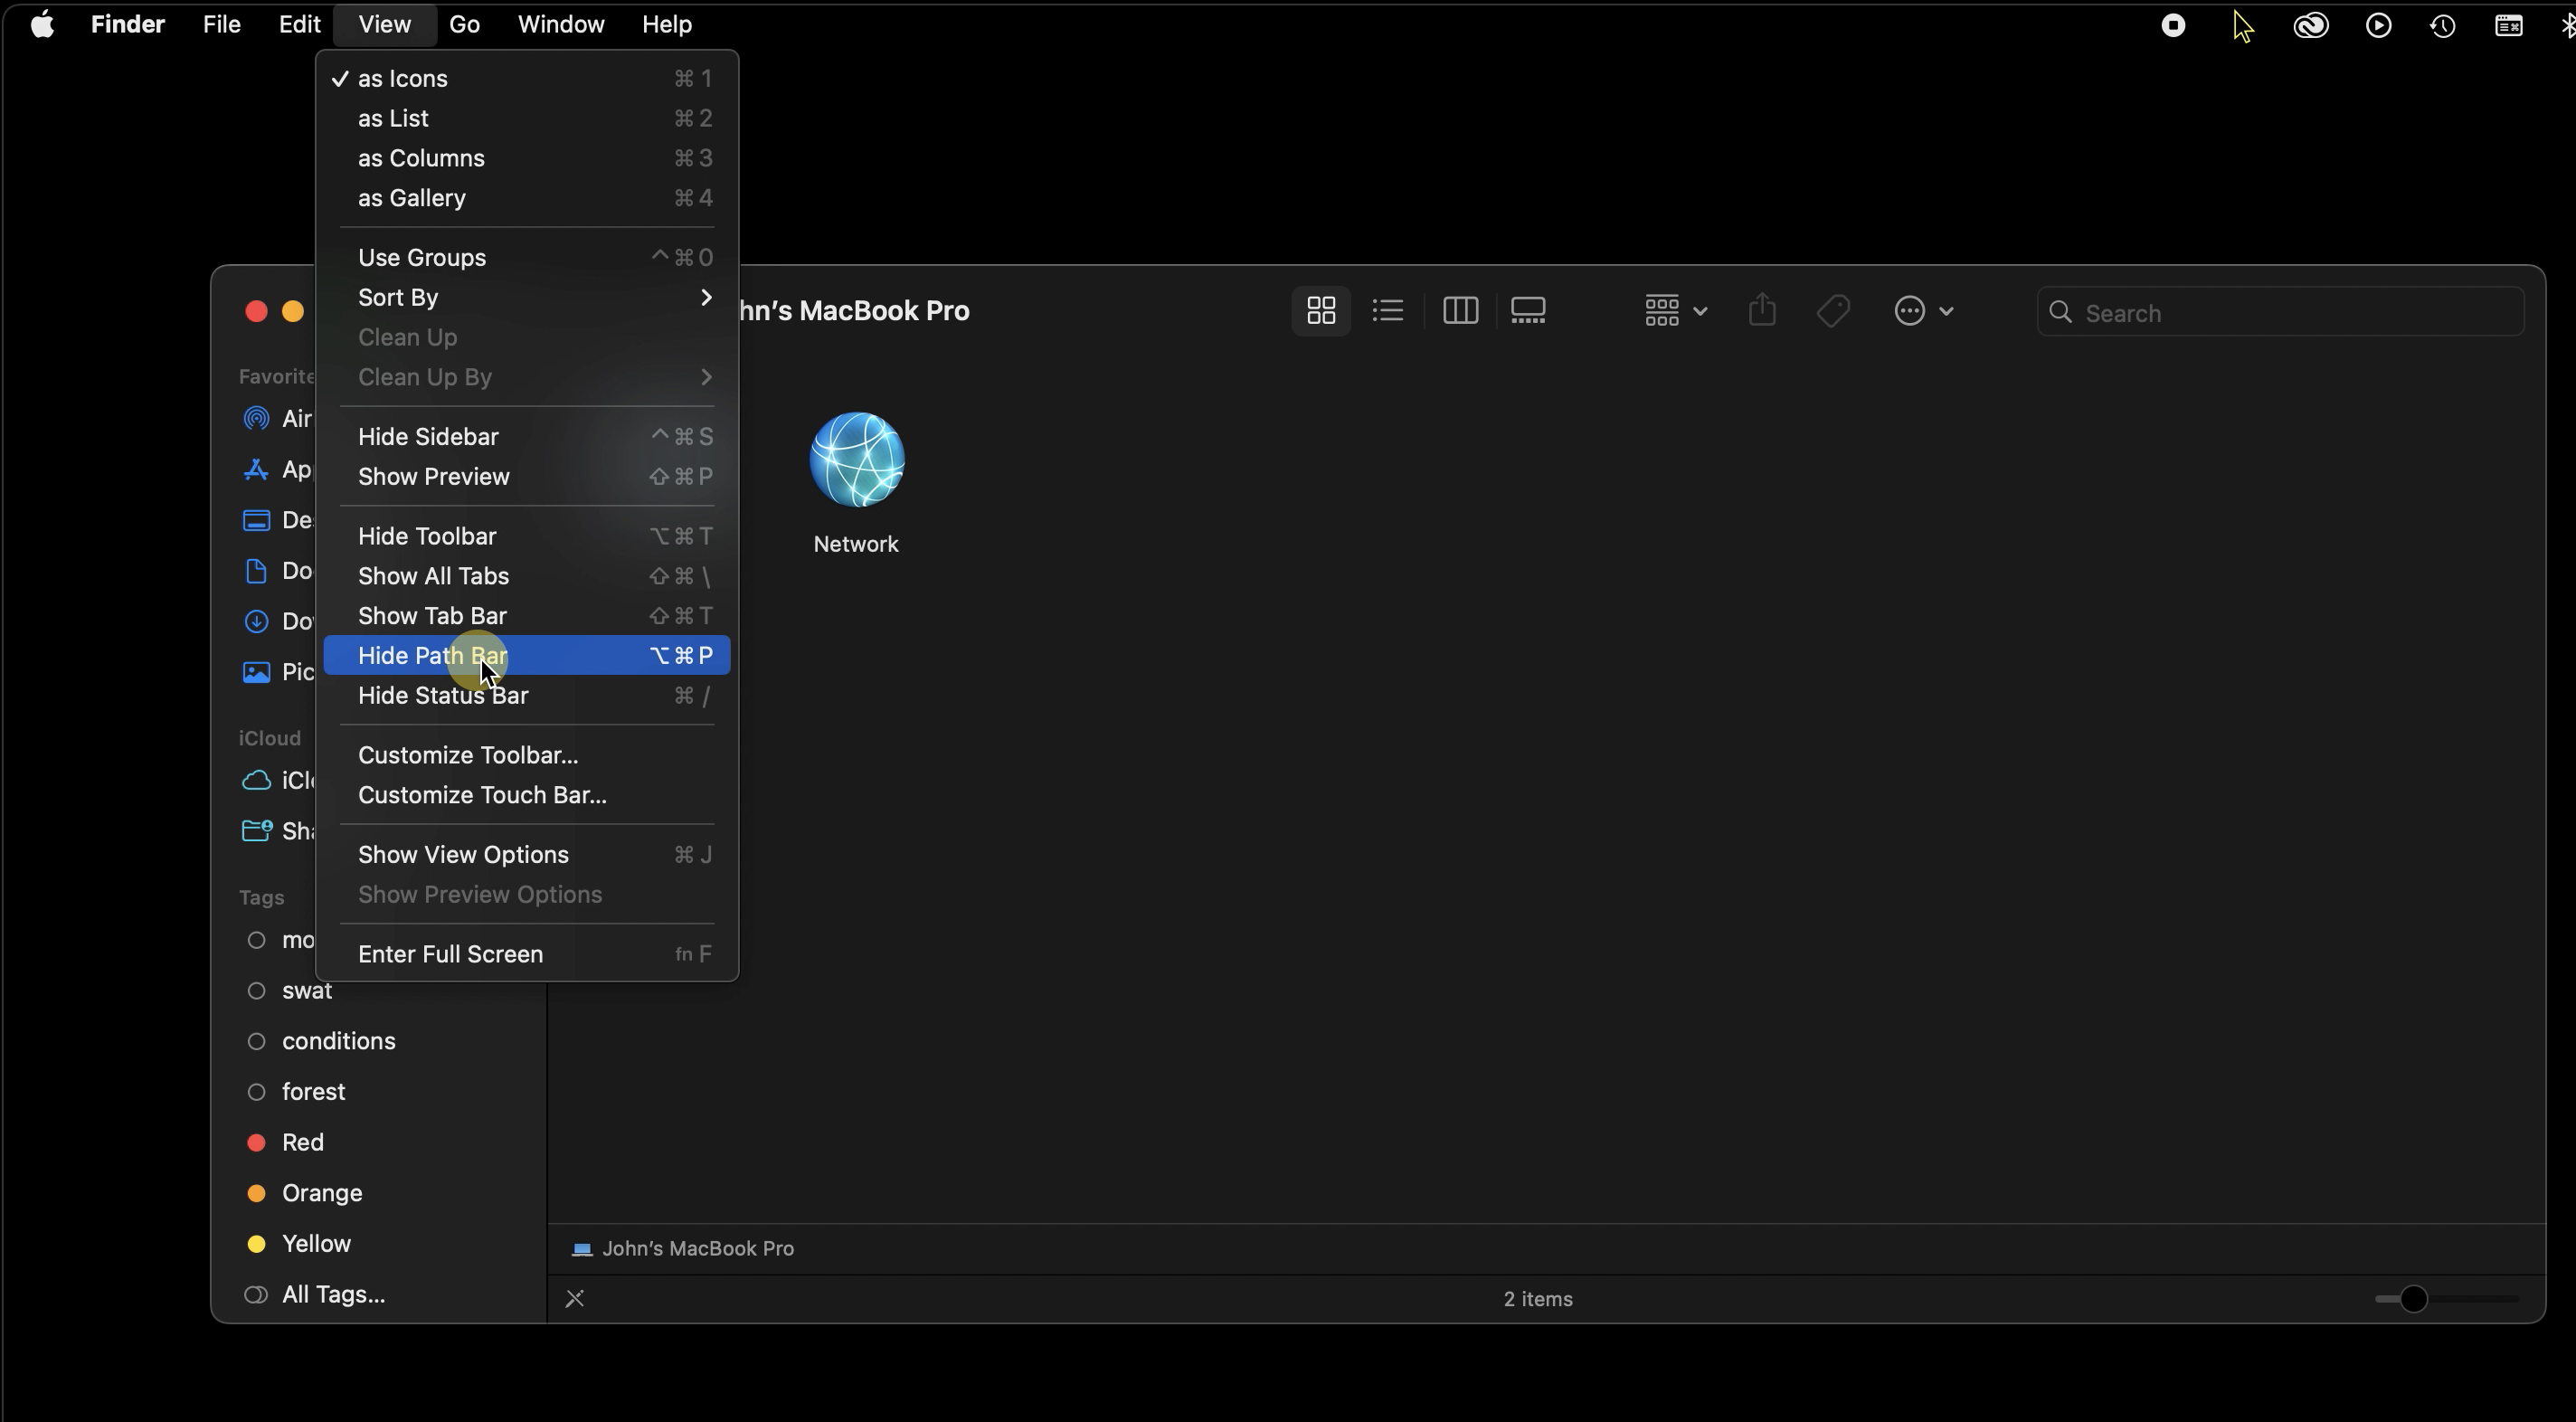 Finder File Edit View Go Window Help
✓ as Icons ⌘ 1
as List ⌘ 2
as Columns ⌘ 3
as Gallery ⌘ 4
Use Groups ^ ⌘ 0
Sort By >
Clean Up
Clean Up By >
Hide Sidebar ^ ⌘ S
Show Preview ⇧ ⌘ P
Hide Toolbar ⌥ ⌘ T
Show All Tabs ⇧ ⌘ \
Show Tab Bar ⇧ ⌘ T
Hide Path Bar ⌥ ⌘ P
Hide Status Bar ⌘ /
Customize Toolbar...
Customize Touch Bar...
Show View Options ⌘ J
Show Preview Options
Enter Full Screen fn F
hn's MacBook Pro
Search
Favorite
Air
Ap
De
Do
Do
Pic
iCloud
iCl
Sha
Tags
mo
swat
conditions
forest
Red
Orange
Yellow
All Tags...
Network
John's MacBook Pro
2 items